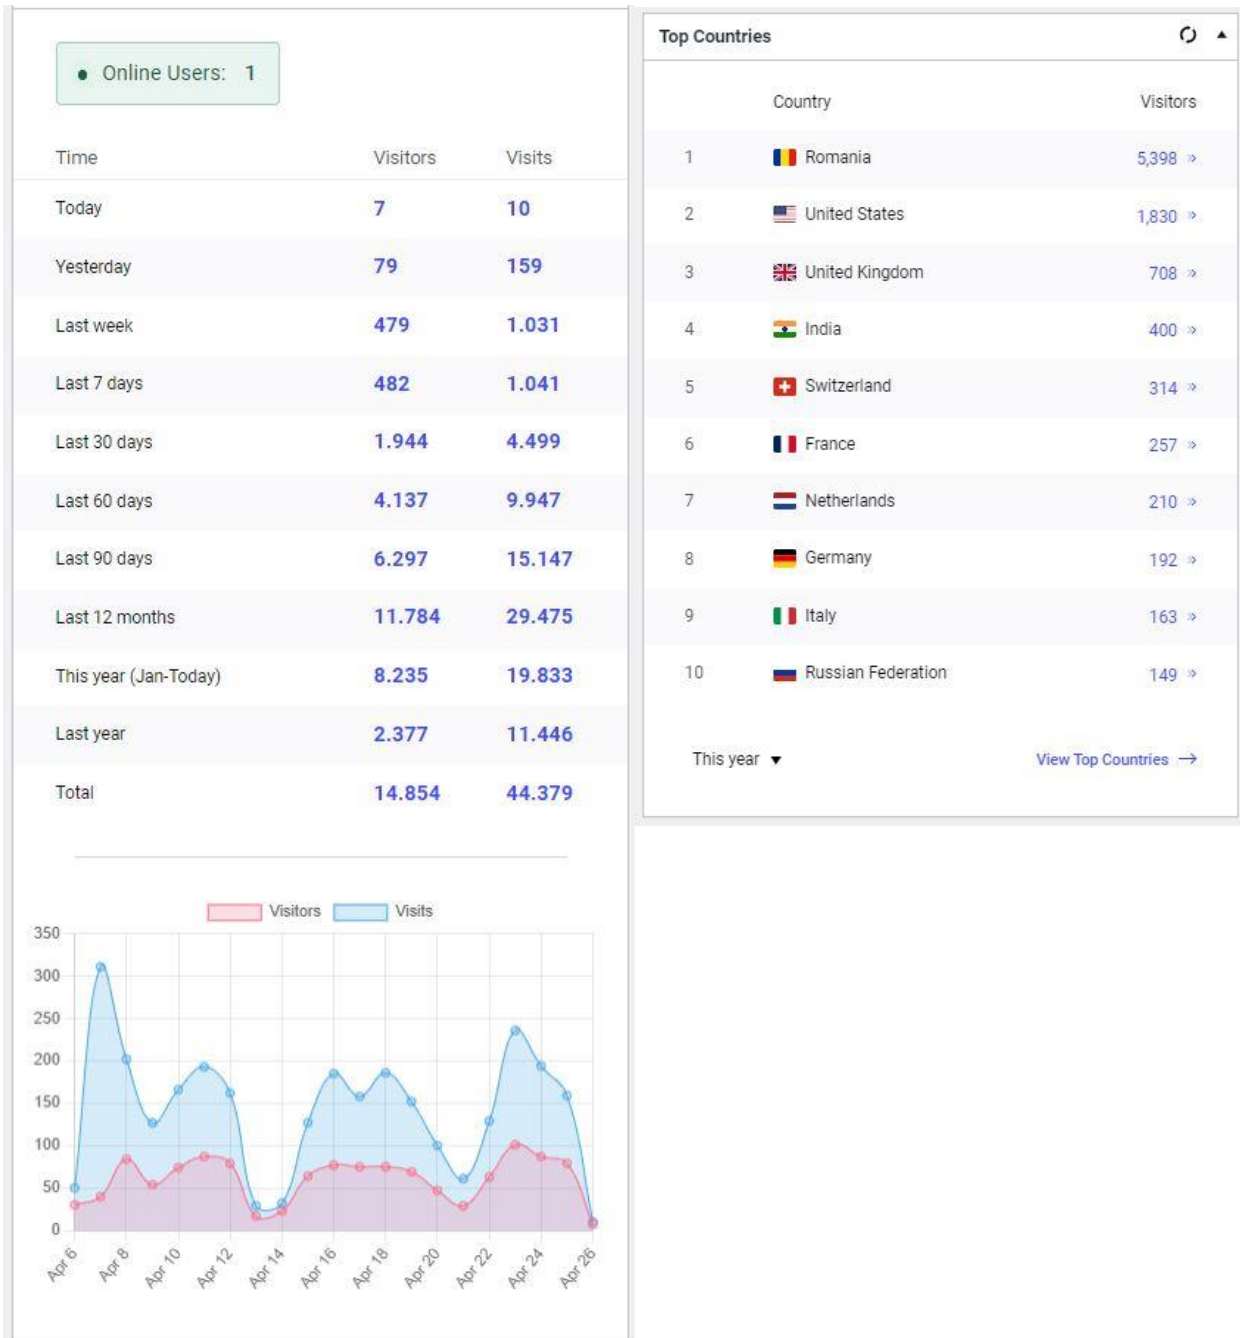 Online Users: 1
Time Visitors Visits
Today 7 10
Yesterday 79 159
Last week 479 1.031
Last 7 days 482 1.041
Last 30 days 1.944 4.499
Last 60 days 4.137 9.947
Last 90 days 6.297 15.147
Last 12 months 11.784 29.475
This year (Jan-Today) 8.235 19.833
Last year 2.377 11.446
Total 14.854 44.379
Visitors Visits
350
300
250
200
150
100
50
0
Apr 6 Apr 8 Apr 10 Apr 12 Apr 14 Apr 16 Apr 18 Apr 20 Apr 22 Apr 24 Apr 26
Top Countries
Country Visitors
1 Romania 5,398 »
2 United States 1,830 »
3 United Kingdom 708 »
4 India 400 »
5 Switzerland 314 »
6 France 257 »
7 Netherlands 210 »
8 Germany 192 »
9 Italy 163 »
10 Russian Federation 149 »
This year ▼ View Top Countries →